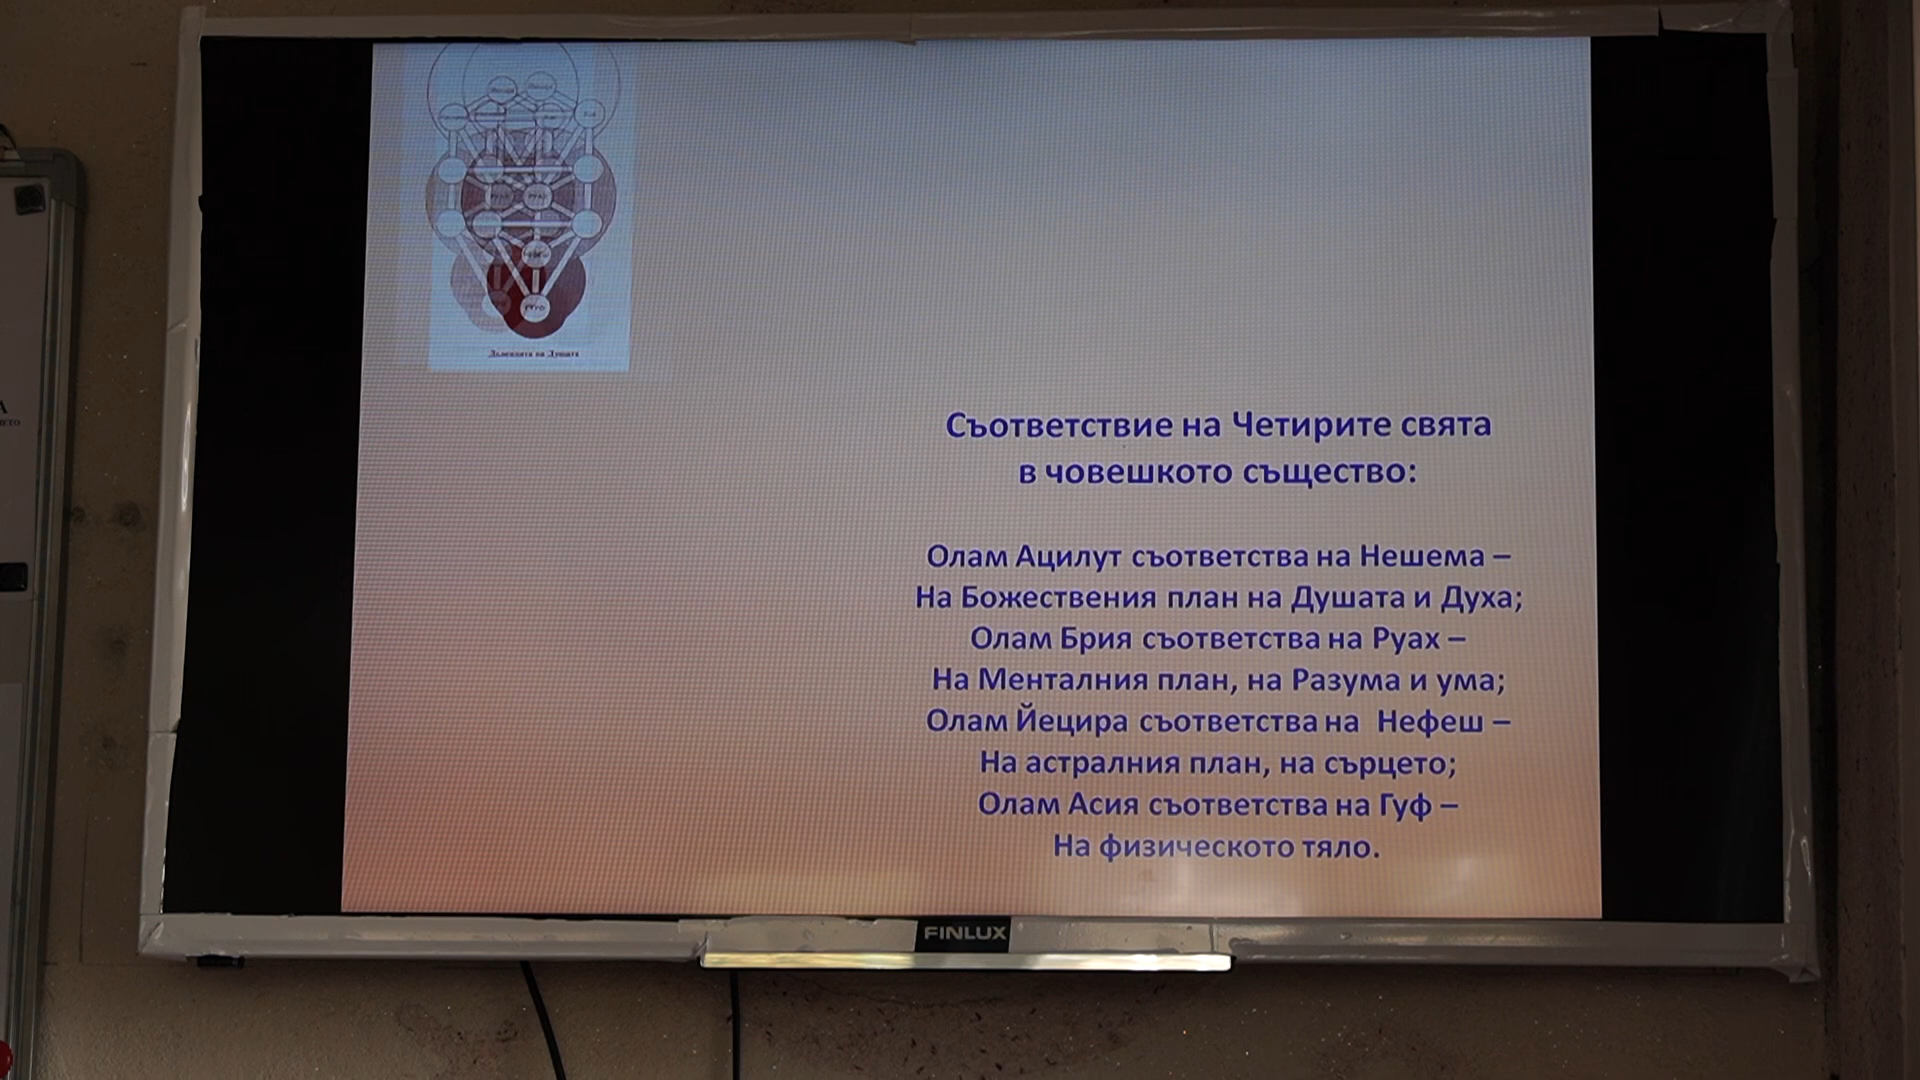 Съответствие на Четирите свята
в човешкото същество:
Олам Ацилут съответства на Нешема –
На Божествения план на Душата и Духа;
Олам Брия съответства на Руах –
На Менталния план, на Разума и ума;
Олам Йецира съответства на Нефеш –
На астралния план, на сърцето;
Олам Асия съответства на Гуф –
На физическото тяло.
FINLUX